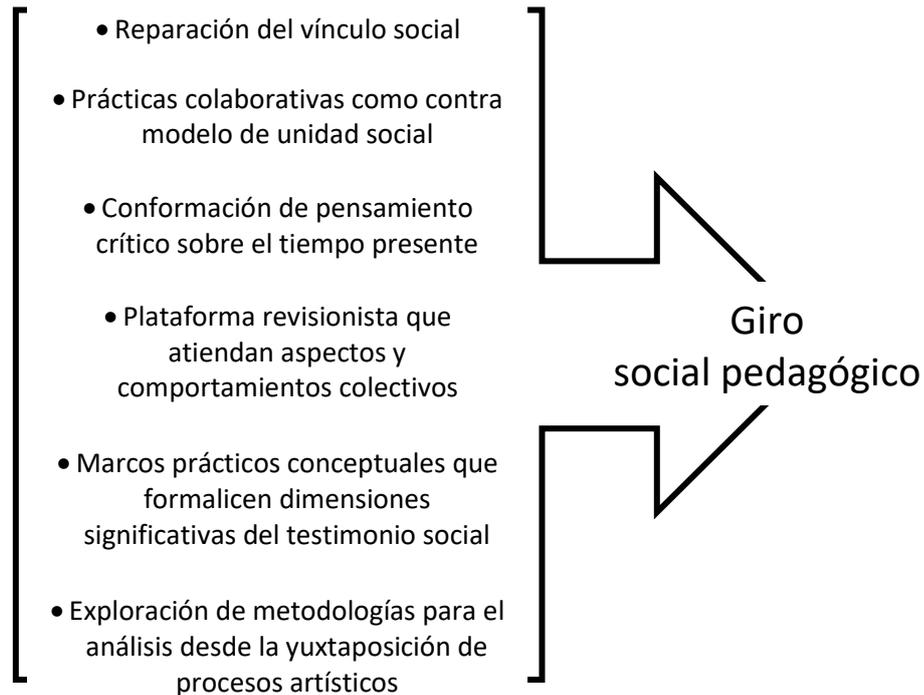 • Reparación del vínculo social
• Prácticas colaborativas como contra
modelo de unidad social
• Conformación de pensamiento
crítico sobre el tiempo presente
• Plataforma revisionista que
atiendan aspectos y
comportamientos colectivos
• Marcos prácticos conceptuales que
formalicen dimensiones
significativas del testimonio social
• Exploración de metodologías para el
análisis desde la yuxtaposición de
procesos artísticos
Giro
social pedagógico